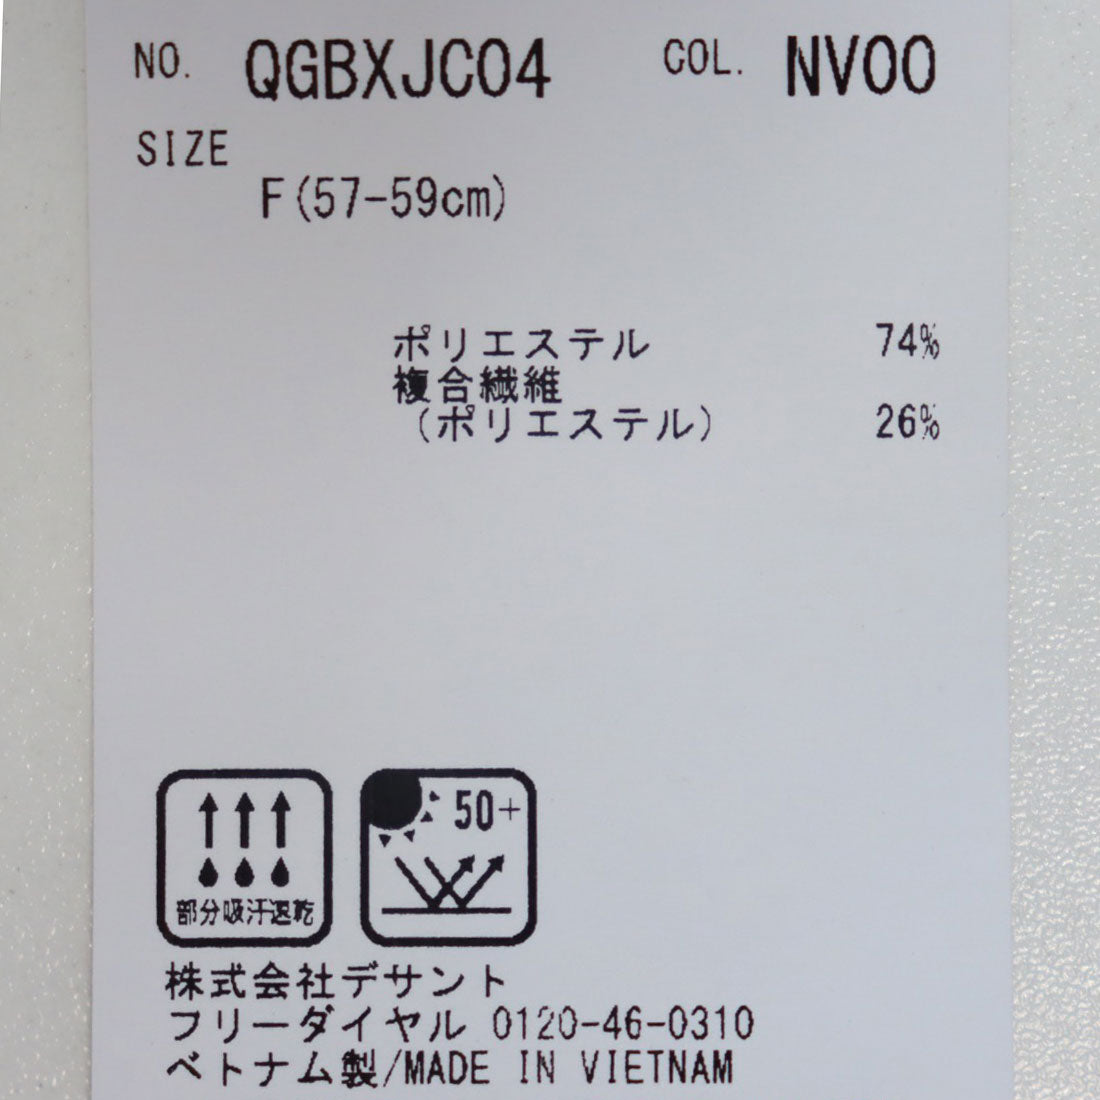 NO. QGBXJC04 COL. NV00
SIZE
F(57-59cm)
ポリエステル 74%
複合繊維
(ポリエステル) 26%
50+
部分吸汗速乾
株式会社デサント
フリーダイヤル 0120-46-0310
ベトナム製/MADE IN VIETNAM